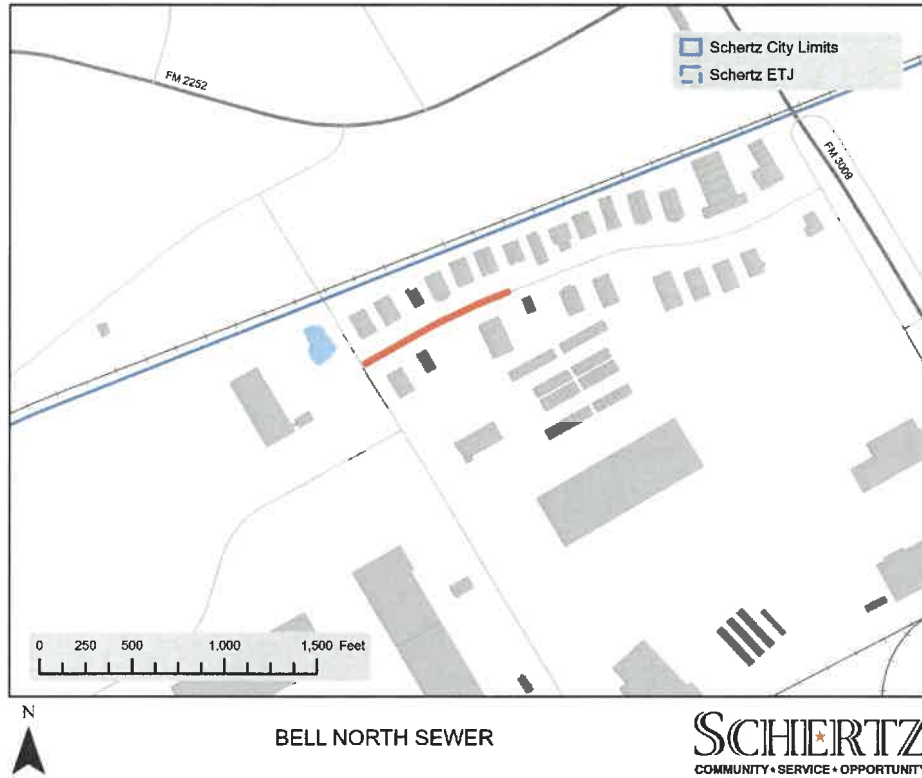 Schertz City Limits
Schertz ETJ
FM 2252
FM 3009
0 250 500 1,000 1,500 Feet
N
BELL NORTH SEWER
SCHERTZ
COMMUNITY ★ SERVICE ★ OPPORTUNITY